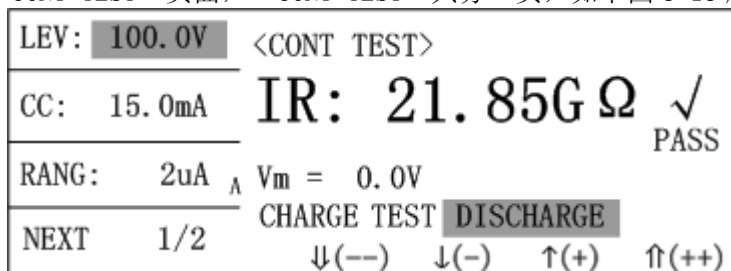 LEV: 100.0V
<CONT TEST>
CC: 15.0mA
IR: 21.85GΩ √
PASS
RANG: 2uA A
Vm = 0.0V
CHARGE TEST DISCHARGE
NEXT 1/2
⇓(--) ↓(-) ↑(+) ⇑(++)